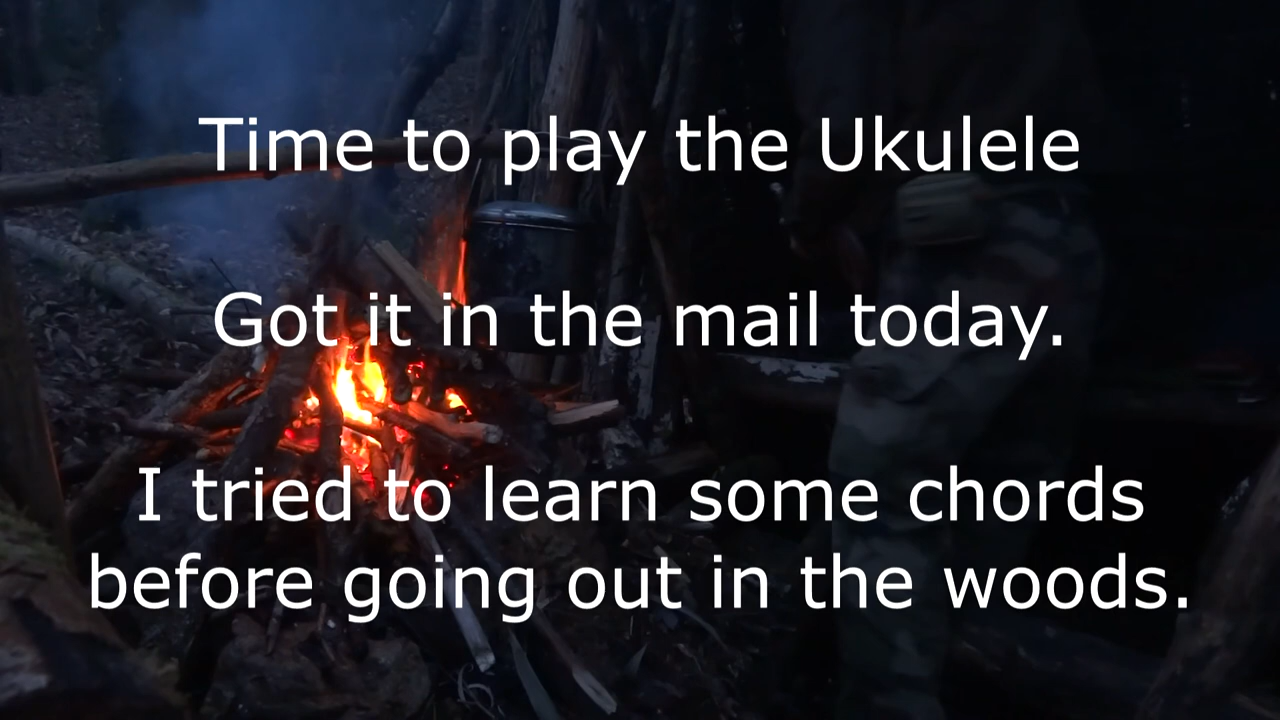 Time to play the Ukulele
Got it in the mail today.
I tried to learn some chords
before going out in the woods.